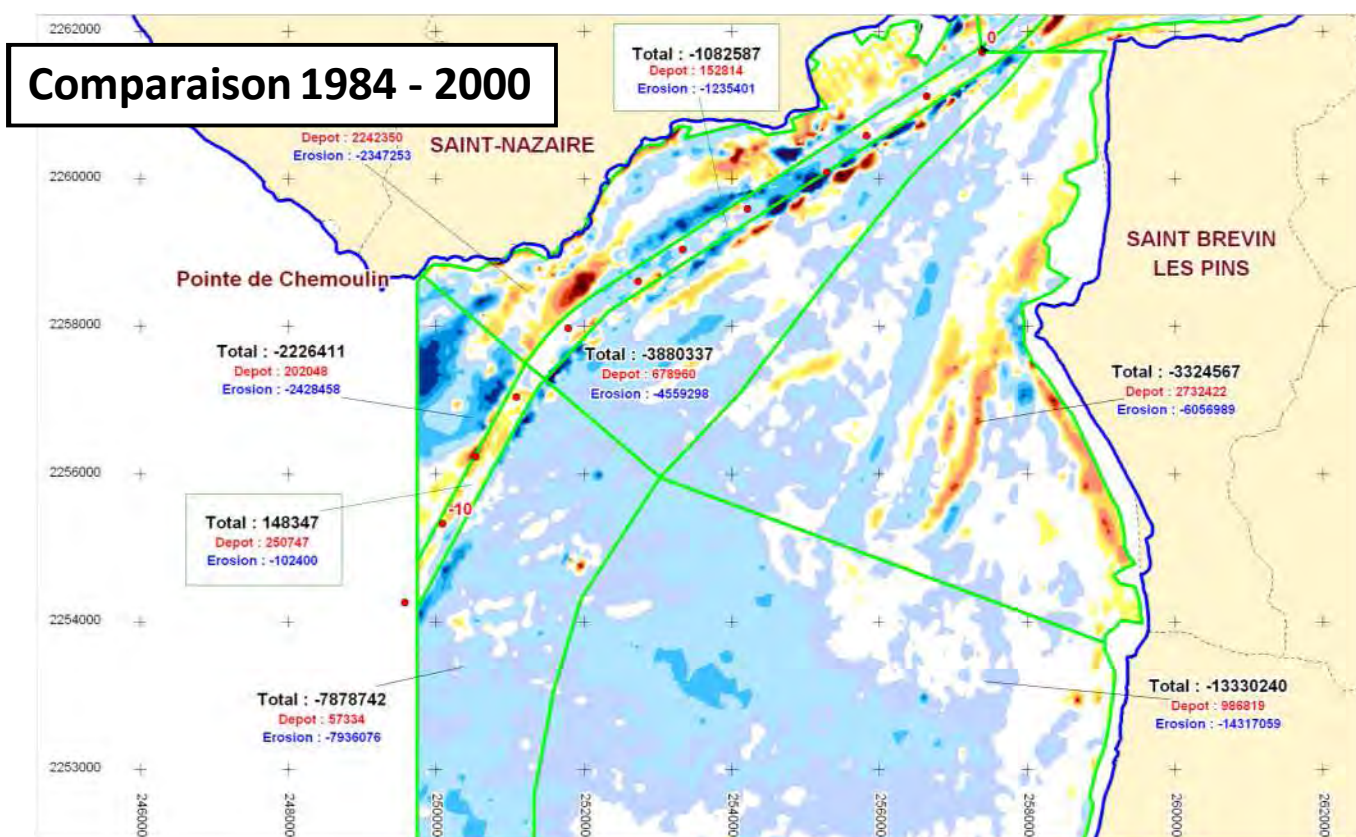 2262000
Comparaison 1984 - 2000
Total : -1082587
Depot : 152814
Erosion : -1235401
0
Depot : 2242350
Erosion : -2347253
SAINT-NAZAIRE
2260000
SAINT BREVIN
LES PINS
Pointe de Chemoulin
2258000
Total : -2226411
Depot : 202048
Erosion : -2428458
Total : -3880337
Depot : 678960
Erosion : -4559298
Total : -3324567
Depot : 2732422
Erosion : -6056989
2256000
-10
Total : 148347
Depot : 250747
Erosion : -102400
2254000
Total : -7878742
Depot : 57334
Erosion : -7936076
Total : -13330240
Depot : 986819
Erosion : -14317059
2253000
246000
248000
250000
252000
254000
256000
258000
260000
262000